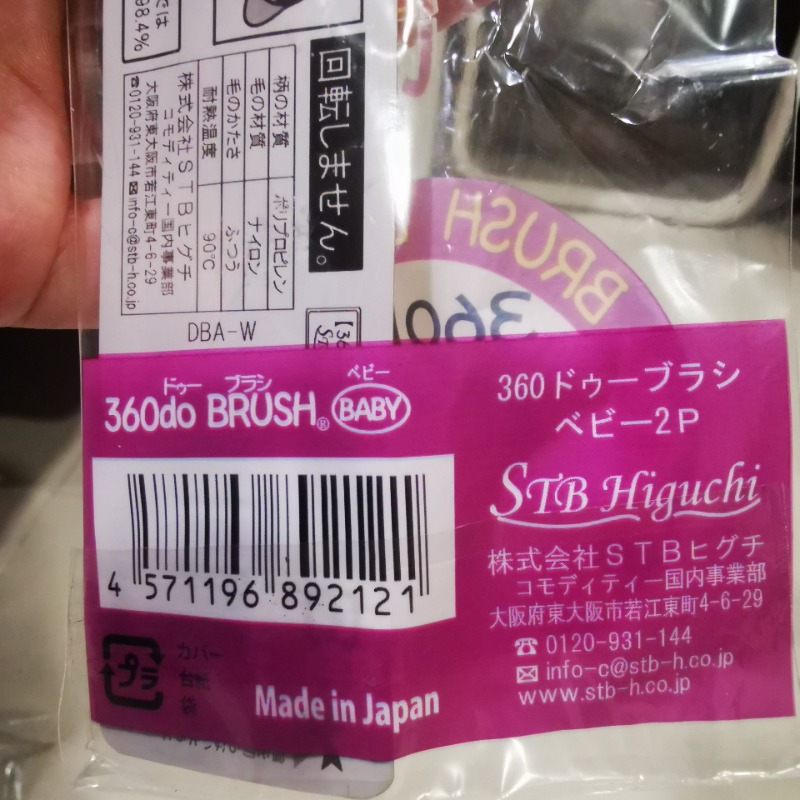 では
98.4%
回転しません。
柄の材質 ポリプロピレン
毛の材質 ナイロン
毛のかたさ ふつう
耐熱温度 90℃
株式会社STBヒグチ
コモディティー国内事業部
大阪府東大阪市若江東町4-6-29
☎0120-931-144 ✉info-c@stb-h.co.jp
DBA-W
BRUSH
360
ドゥー ブラシ ベビー
360do BRUSH® BABY
4 571196 892121
プラ
カバー
台紙
袋
Made in Japan
360ドゥーブラシ
ベビー2P
STB Higuchi
株式会社STBヒグチ
コモディティー国内事業部
大阪府東大阪市若江東町4-6-29
☎ 0120-931-144
✉ info-c@stb-h.co.jp
www.stb-h.co.jp